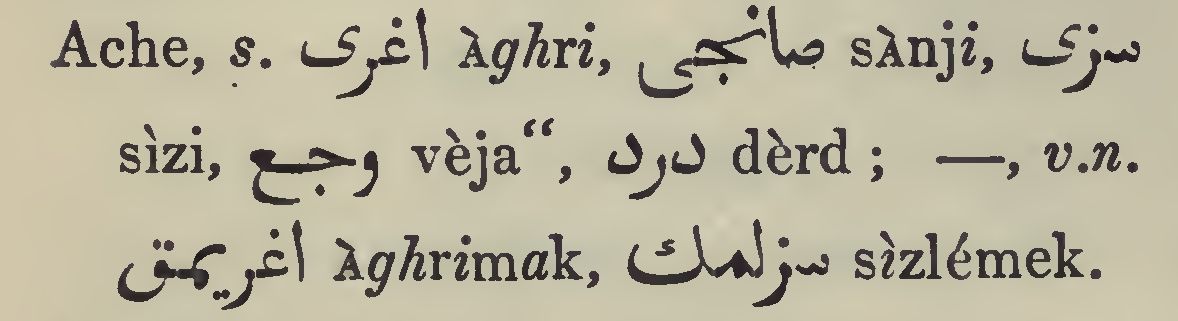 Ache, s. اغرى Àghri, صانجى sÀnji, سزى
sìzi, وجع vèja“, درد dèrd ; —, v.n.
اغريمق Àghrimak, سزلمك sìzlémek.